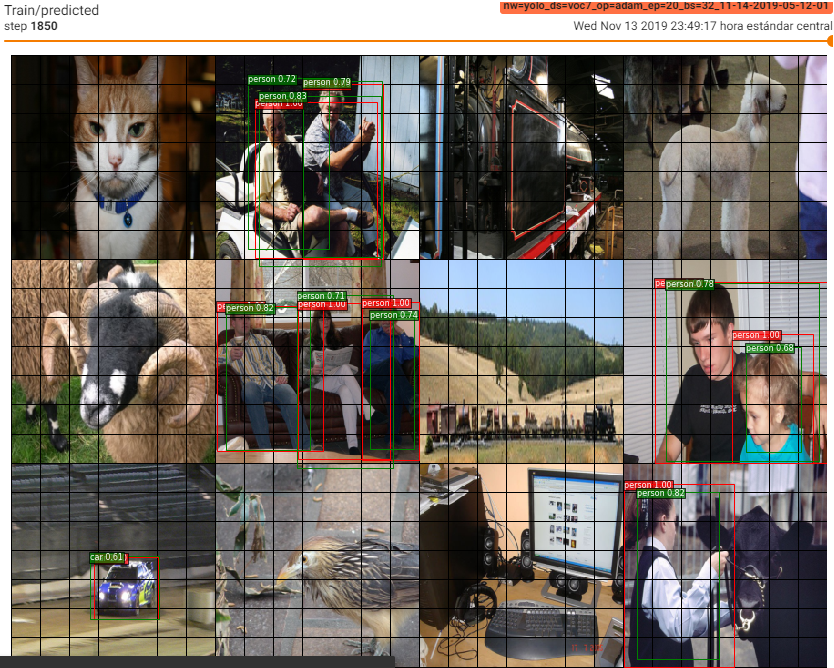 Train/predicted
nw=yolo_ds=voc7_op=adam_ep=20_bs=32_11-14-2019-05-12-01
step 1850
Wed Nov 13 2019 23:49:17 hora estándar central
person 0.72
person 0.79
person 0.83
person 1.00
person 0.71
person 1.00
pe
person 0.82
person 1.00
person 0.74
pe
person 0.78
person 1.00
person 0.68
car 0.61
person 1.00
person 0.82